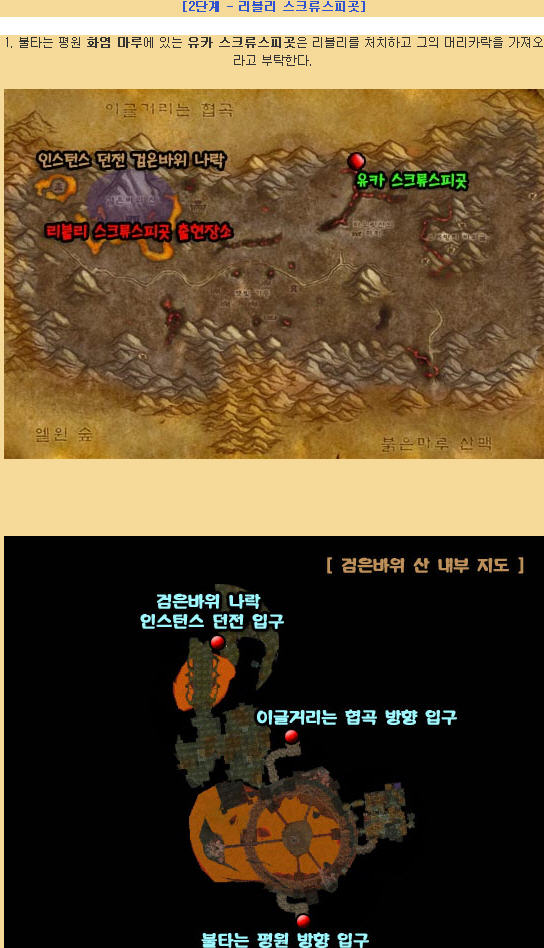 [2단계 - 리블리 스크류스피곳]
1. 불타는 평원 화염 마루에 있는 유카 스크류스피곳은 리블리를 처치하고 그의 머리카락을 가져오
라고 부탁한다.
이글거리는 협곡
인스턴스 던전 검은바위 나락
유카 스크류스피곳
리블리 스크류스피곳 출현장소
엘윈 숲
붉은마루 산맥
[ 검은바위 산 내부 지도 ]
검은바위 나락
인스턴스 던전 입구
이글거리는 협곡 방향 입구
불타는 평원 방향 입구